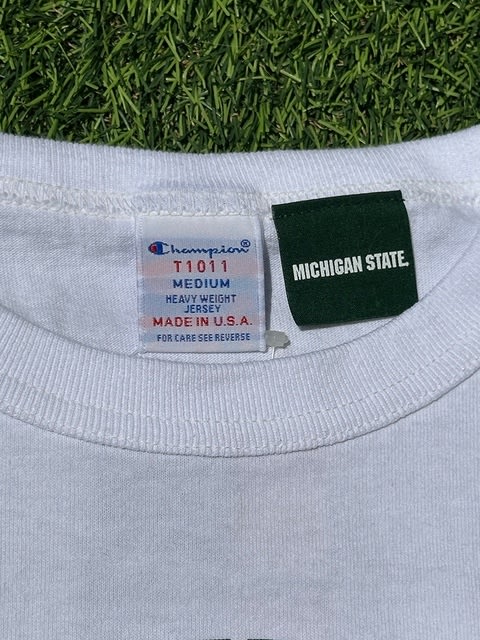 Champion®
T1011
MEDIUM
HEAVY WEIGHT
JERSEY
MADE IN U.S.A.
FOR CARE SEE REVERSE
MICHIGAN STATE.